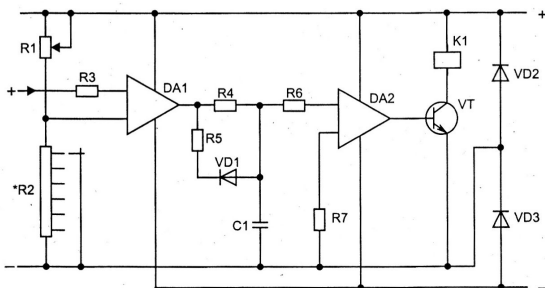 +
K1
R1
VD2
DA1
R3
R4
R6
DA2
VT
+
R5
VD1
*R2
C1
R7
VD3
−
−